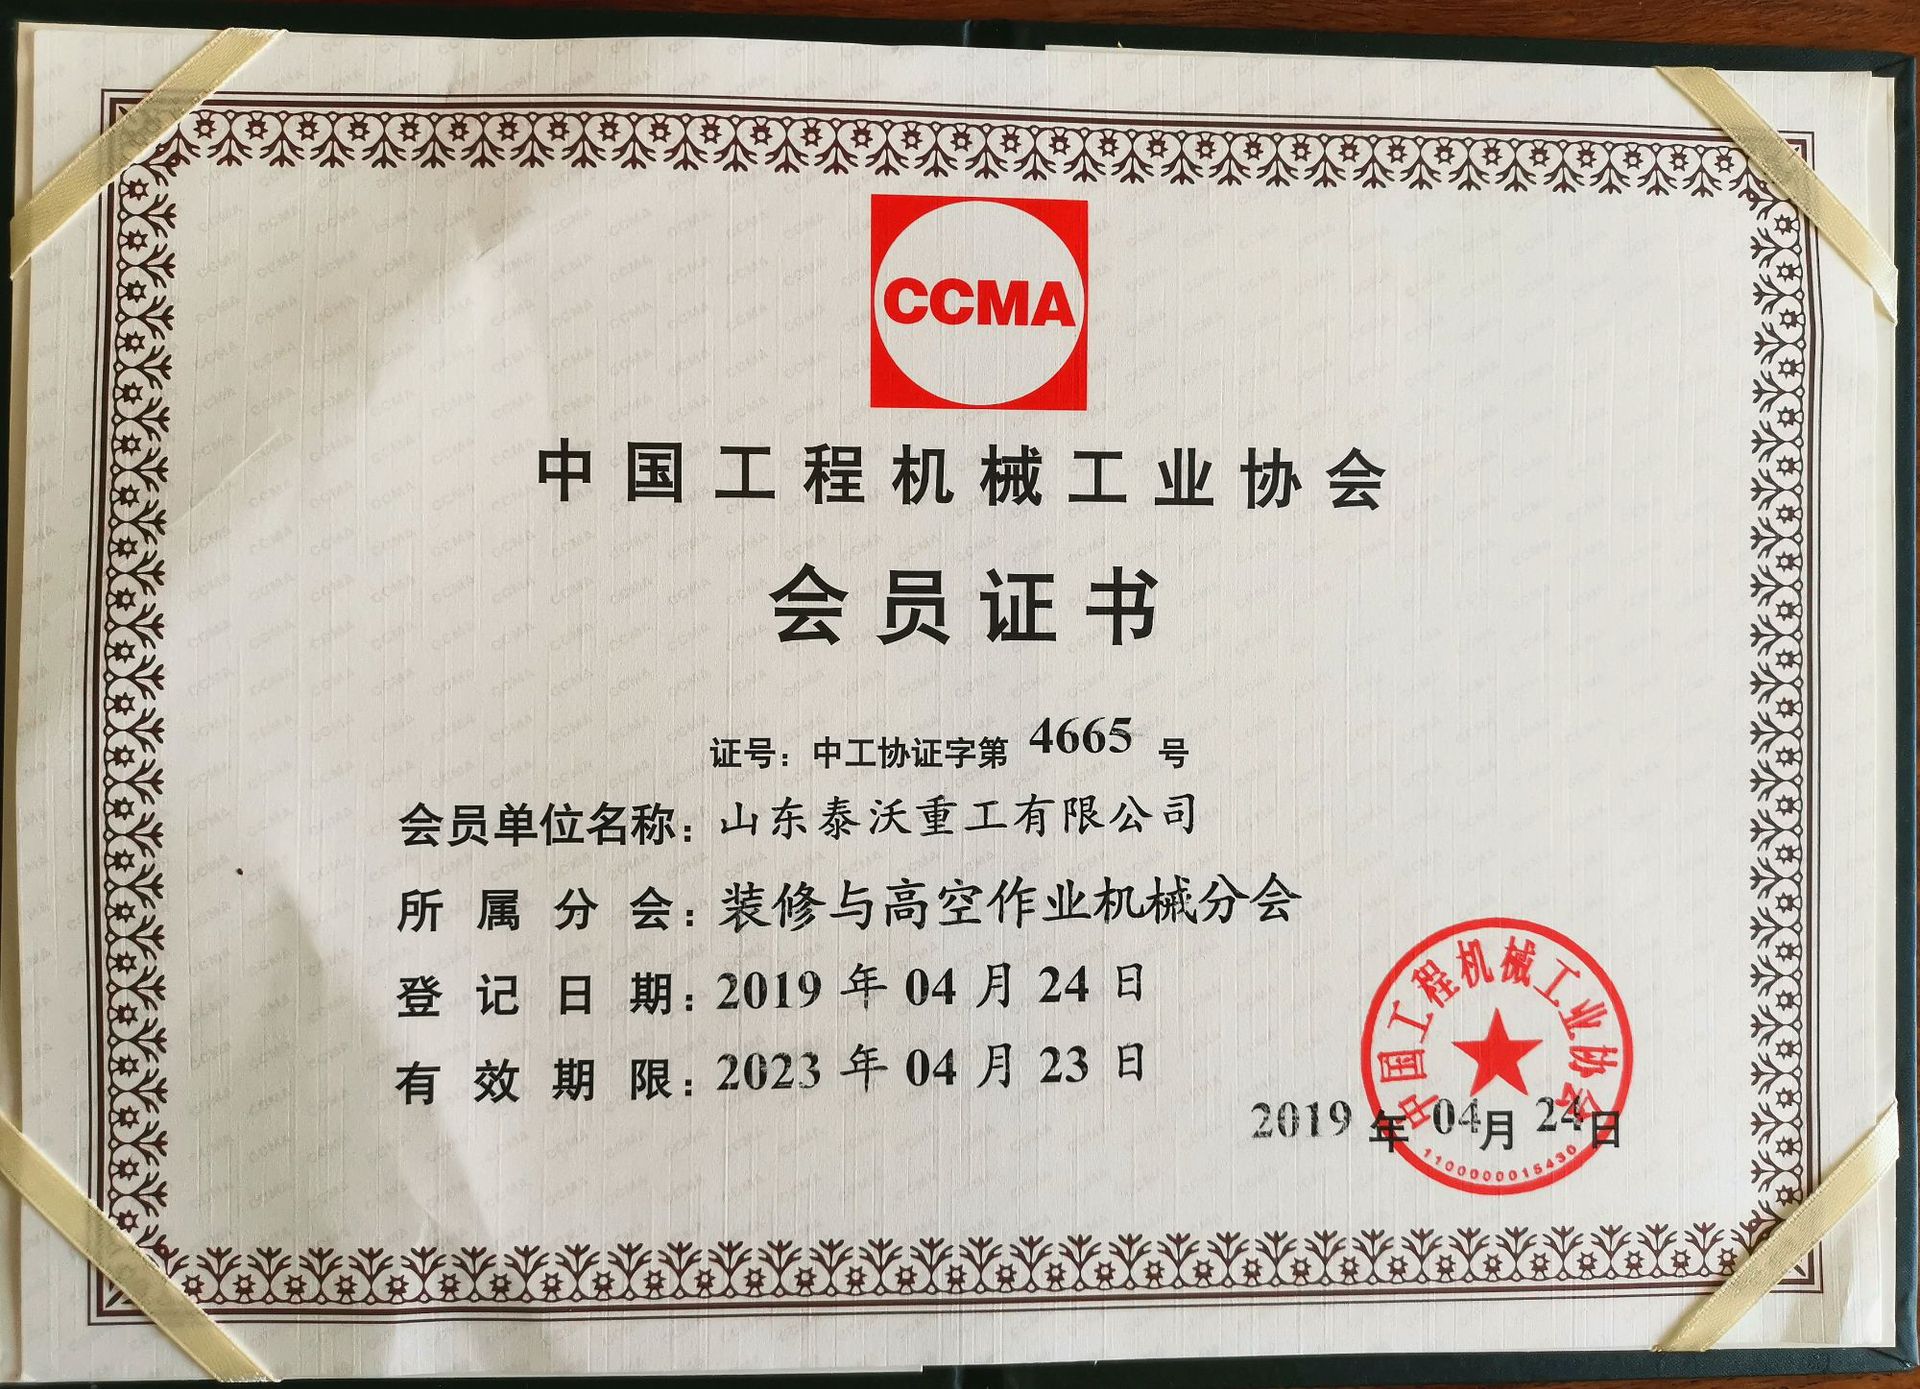 CCMA
中国工程机械工业协会
会员证书
证号：中工协证字第 4665 号
会员单位名称：山东泰沃重工有限公司
所属分会：装修与高空作业机械分会
登记日期：2019 年 04 月 24 日
有效期限：2023 年 04 月 23 日
中国工程机械工业协会
2019 年 04 月 24 日
1100000015430